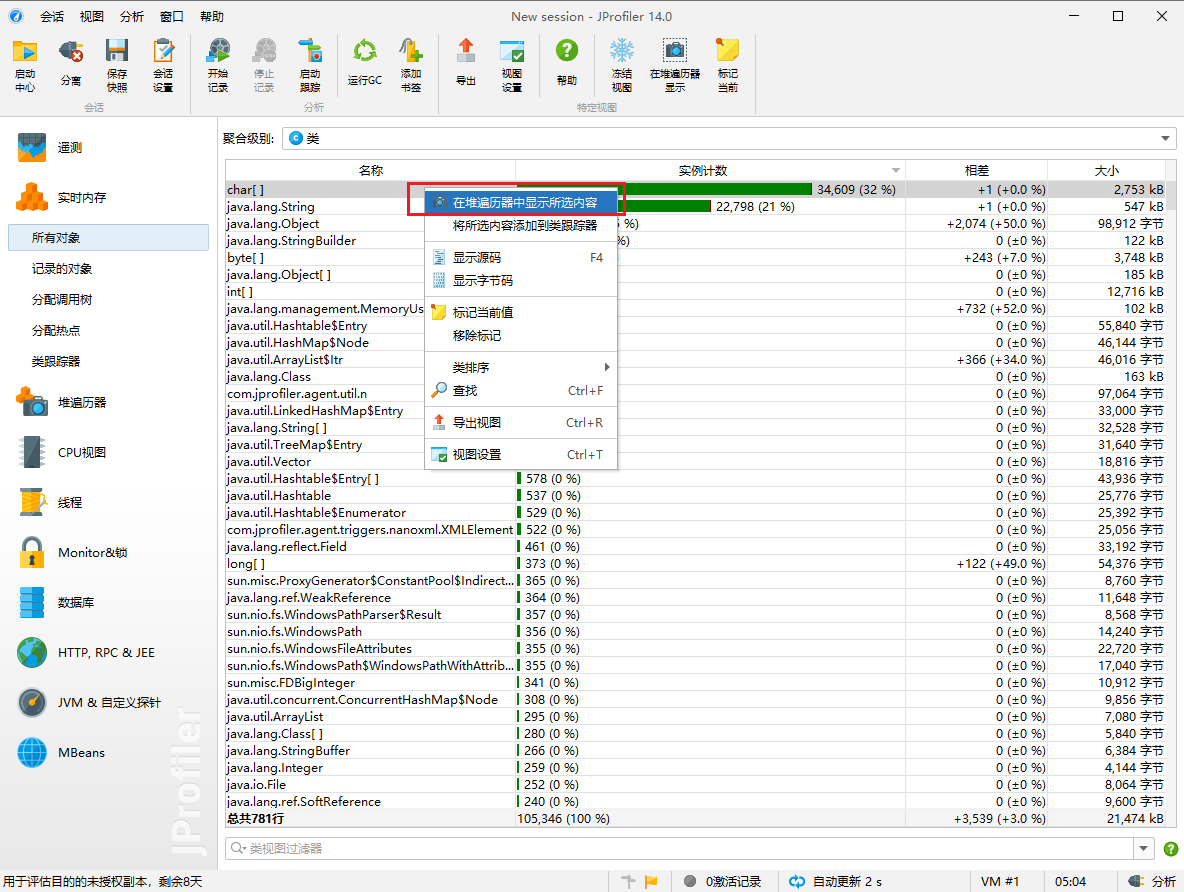 会话 视图 分析 窗口 帮助 New session - JProfiler 14.0
启动中心 分离 保存快照 会话设置 开始记录 停止记录 启动跟踪 运行GC 添加书签 导出 视图设置 帮助 冻结视图 在堆遍历器显示 标记当前
会话 分析 特定视图
遥测
实时内存
所有对象
记录的对象
分配调用树
分配热点
类跟踪器
堆遍历器
CPU视图
线程
Monitor&锁
数据库
HTTP, RPC & JEE
JVM & 自定义探针
MBeans
JProfiler
聚合级别: 类
名称 实例计数 相差 大小
char[ ] 34,609 (32 %) +1 (+0.0 %) 2,753 kB
java.lang.String 22,798 (21 %) +1 (+0.0 %) 547 kB
java.lang.Object %) +2,074 (+50.0 %) 98,912 字节
java.lang.StringBuilder %) 0 (±0 %) 122 kB
byte[ ] +243 (+7.0 %) 3,748 kB
java.lang.Object[ ] 0 (±0 %) 185 kB
int[ ] 0 (±0 %) 12,716 kB
java.lang.management.MemoryUs +732 (+52.0 %) 102 kB
java.util.Hashtable$Entry 0 (±0 %) 55,840 字节
java.util.HashMap$Node 0 (±0 %) 46,144 字节
java.util.ArrayList$Itr +366 (+34.0 %) 46,016 字节
java.lang.Class 0 (±0 %) 163 kB
com.jprofiler.agent.util.n 0 (±0 %) 97,064 字节
java.util.LinkedHashMap$Entry 0 (±0 %) 33,000 字节
java.lang.String[ ] 0 (±0 %) 32,528 字节
java.util.TreeMap$Entry 0 (±0 %) 31,640 字节
java.util.Vector 0 (±0 %) 18,816 字节
java.util.Hashtable$Entry[ ] 578 (0 %) 0 (±0 %) 43,936 字节
java.util.Hashtable 537 (0 %) 0 (±0 %) 25,776 字节
java.util.Hashtable$Enumerator 529 (0 %) 0 (±0 %) 25,392 字节
com.jprofiler.agent.triggers.nanoxml.XMLElement 522 (0 %) 0 (±0 %) 25,056 字节
java.lang.reflect.Field 461 (0 %) 0 (±0 %) 33,192 字节
long[ ] 373 (0 %) +122 (+49.0 %) 54,376 字节
sun.misc.ProxyGenerator$ConstantPool$Indirect... 365 (0 %) 0 (±0 %) 8,760 字节
java.lang.ref.WeakReference 364 (0 %) 0 (±0 %) 11,648 字节
sun.nio.fs.WindowsPathParser$Result 357 (0 %) 0 (±0 %) 8,568 字节
sun.nio.fs.WindowsPath 356 (0 %) 0 (±0 %) 14,240 字节
sun.nio.fs.WindowsFileAttributes 355 (0 %) 0 (±0 %) 22,720 字节
sun.nio.fs.WindowsPath$WindowsPathWithAttrib... 355 (0 %) 0 (±0 %) 17,040 字节
sun.misc.FDBigInteger 341 (0 %) 0 (±0 %) 10,912 字节
java.util.concurrent.ConcurrentHashMap$Node 308 (0 %) 0 (±0 %) 9,856 字节
java.util.ArrayList 295 (0 %) 0 (±0 %) 7,080 字节
java.lang.Class[ ] 280 (0 %) 0 (±0 %) 5,840 字节
java.lang.StringBuffer 266 (0 %) 0 (±0 %) 6,384 字节
java.lang.Integer 259 (0 %) 0 (±0 %) 4,144 字节
java.io.File 252 (0 %) 0 (±0 %) 8,064 字节
java.lang.ref.SoftReference 240 (0 %) 0 (±0 %) 9,600 字节
总共781行 105,346 (100 %) +3,539 (+3.0 %) 21,474 kB
在堆遍历器中显示所选内容
将所选内容添加到类跟踪器
显示源码 F4
显示字节码
标记当前值
移除标记
类排序
查找 Ctrl+F
导出视图 Ctrl+R
视图设置 Ctrl+T
类视图过滤器
用于评估目的的未授权副本，剩余8天 0激活记录 自动更新 2 s VM #1 05:04 分析